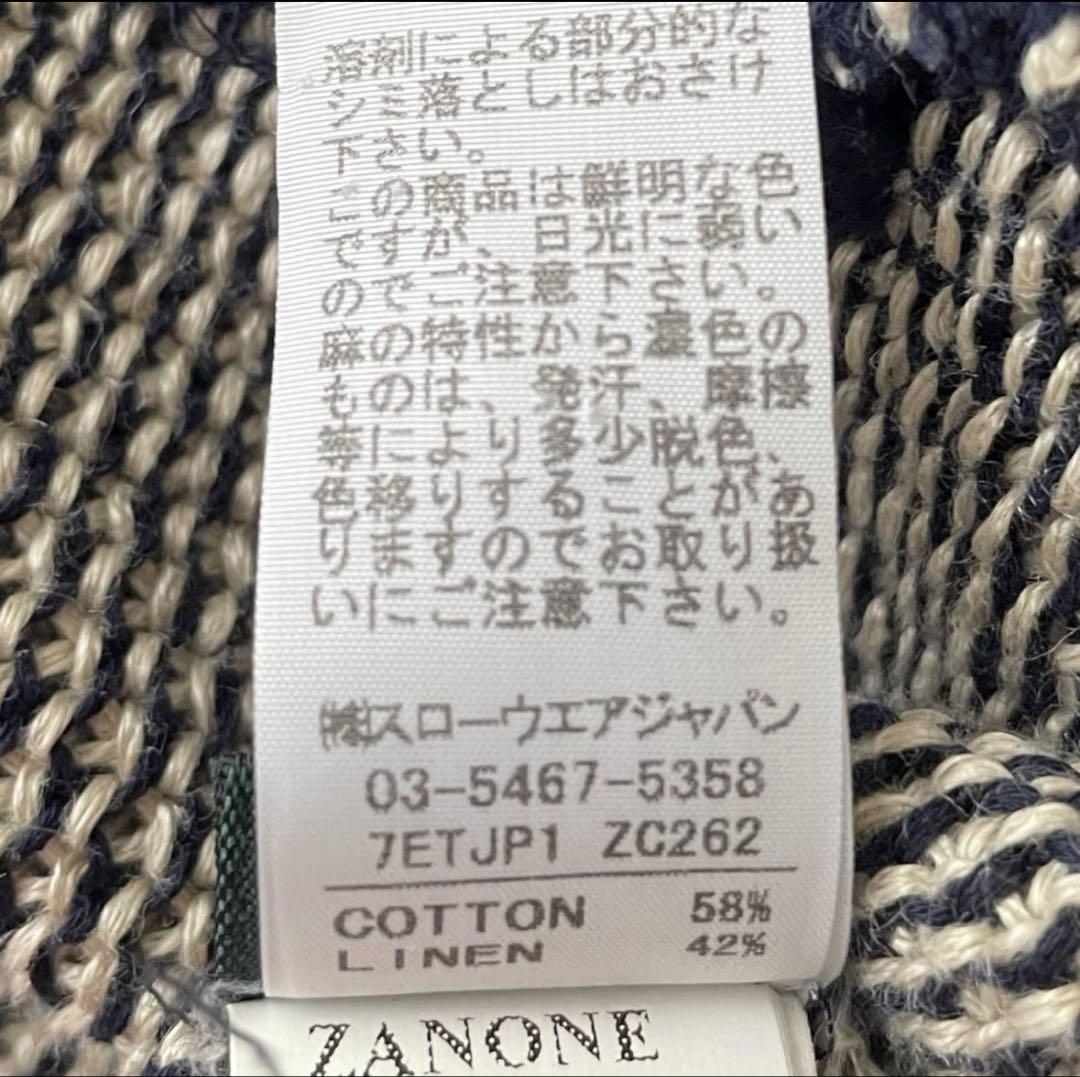 溶剤による部分的な
シミ落としはおさけ
下さい。
この商品は鮮明な色
ですが、日光に弱い
のでご注意下さい。
麻の特性から濃色の
ものは、発汗、摩擦
等により多少脱色、
色移りすることがあ
りますのでお取り扱
いにご注意下さい。
㈱スローウエアジャパン
03-5467-5358
7ETJP1 ZC262
COTTON 58%
LINEN 42%
ZANONE